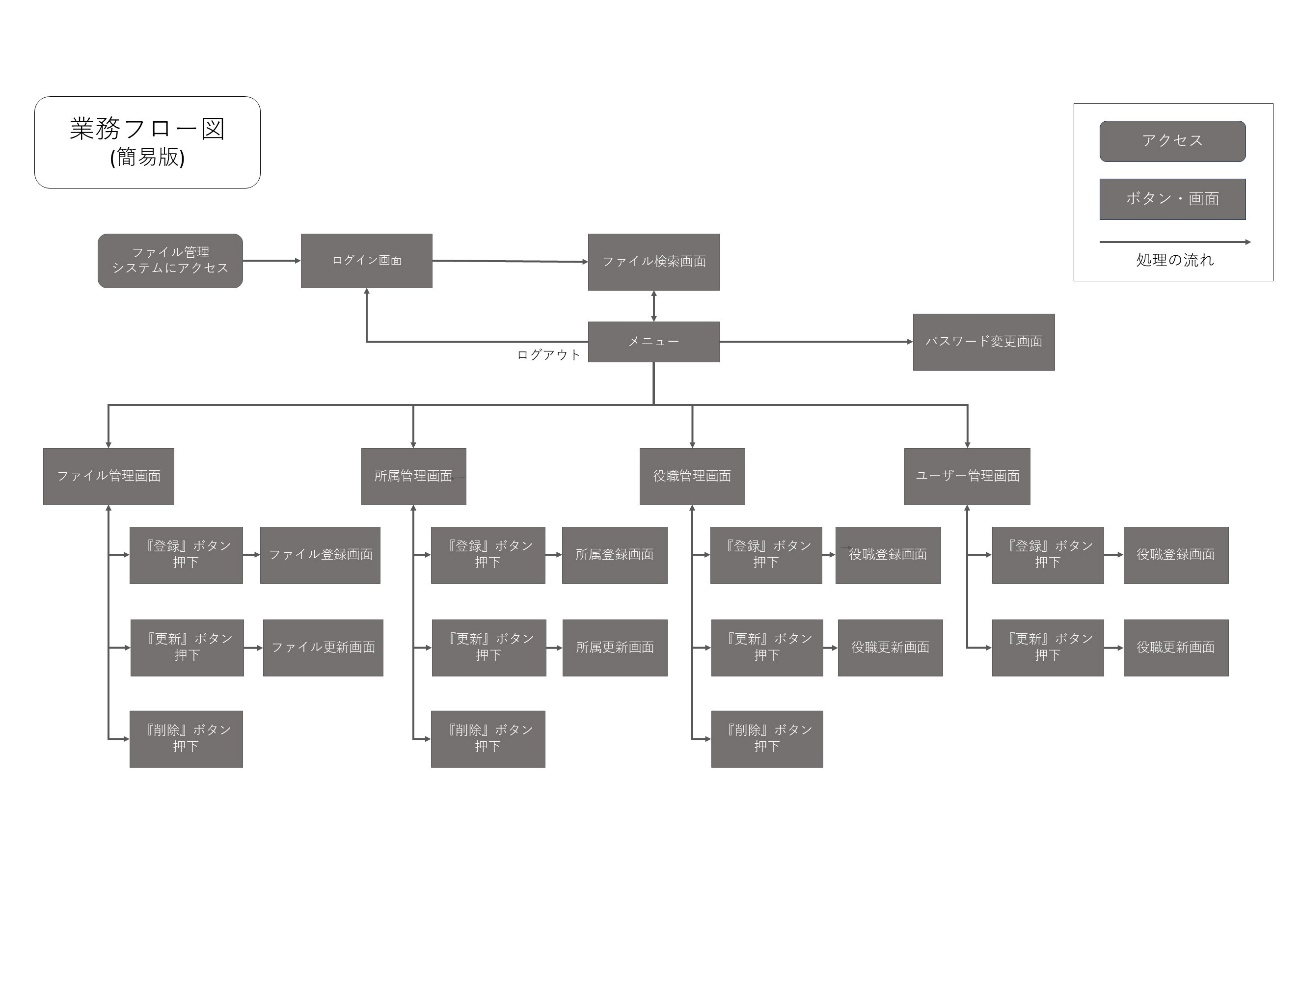 業務フロー図
(簡易版)
アクセス
ボタン・画面
処理の流れ
ファイル管理
システムにアクセス
ログイン画面
ファイル検索画面
メニュー
ログアウト
パスワード変更画面
ファイル管理画面
所属管理画面
役職管理画面
ユーザー管理画面
『登録』ボタン
押下
ファイル登録画面
『登録』ボタン
押下
所属登録画面
『登録』ボタン
押下
役職登録画面
『登録』ボタン
押下
役職登録画面
『更新』ボタン
押下
ファイル更新画面
『更新』ボタン
押下
所属更新画面
『更新』ボタン
押下
役職更新画面
『更新』ボタン
押下
役職更新画面
『削除』ボタン
押下
『削除』ボタン
押下
『削除』ボタン
押下